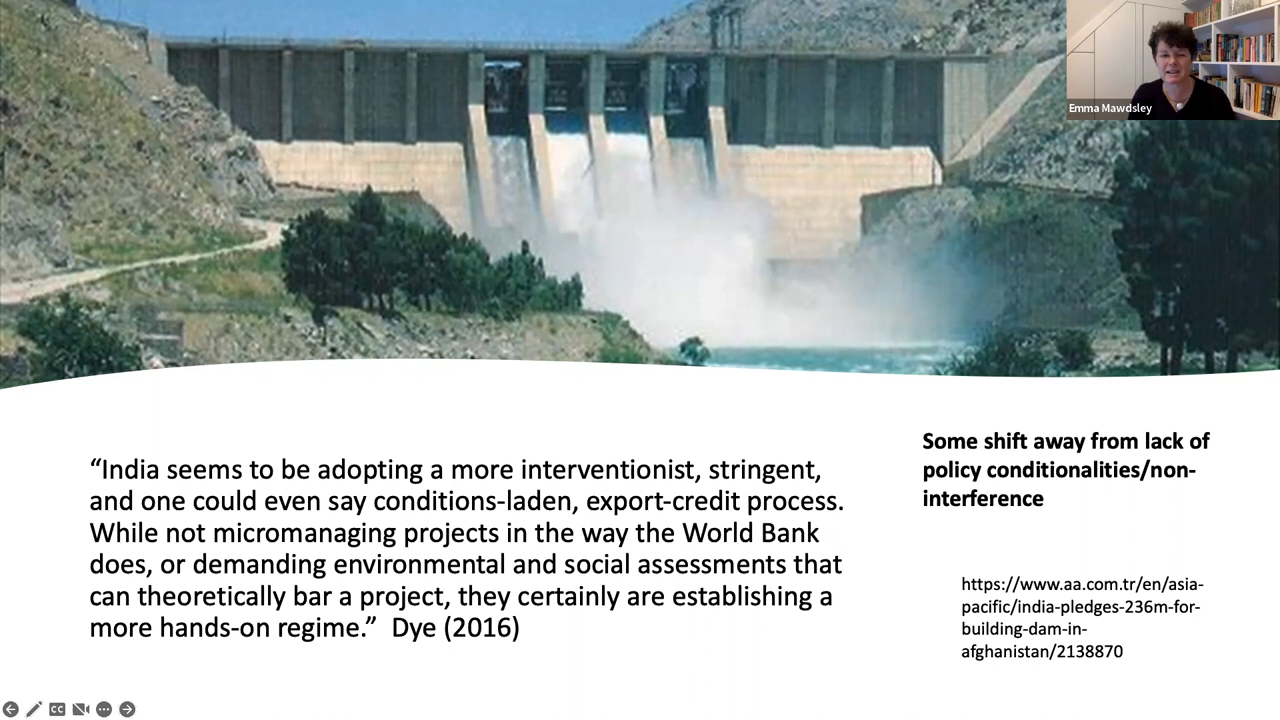 Emma Mawdsley
“India seems to be adopting a more interventionist, stringent,
and one could even say conditions-laden, export-credit process.
While not micromanaging projects in the way the World Bank
does, or demanding environmental and social assessments that
can theoretically bar a project, they certainly are establishing a
more hands-on regime.”  Dye (2016)
Some shift away from lack of
policy conditionalities/non-
interference
https://www.aa.com.tr/en/asia-
pacific/india-pledges-236m-for-
building-dam-in-
afghanistan/2138870
CC